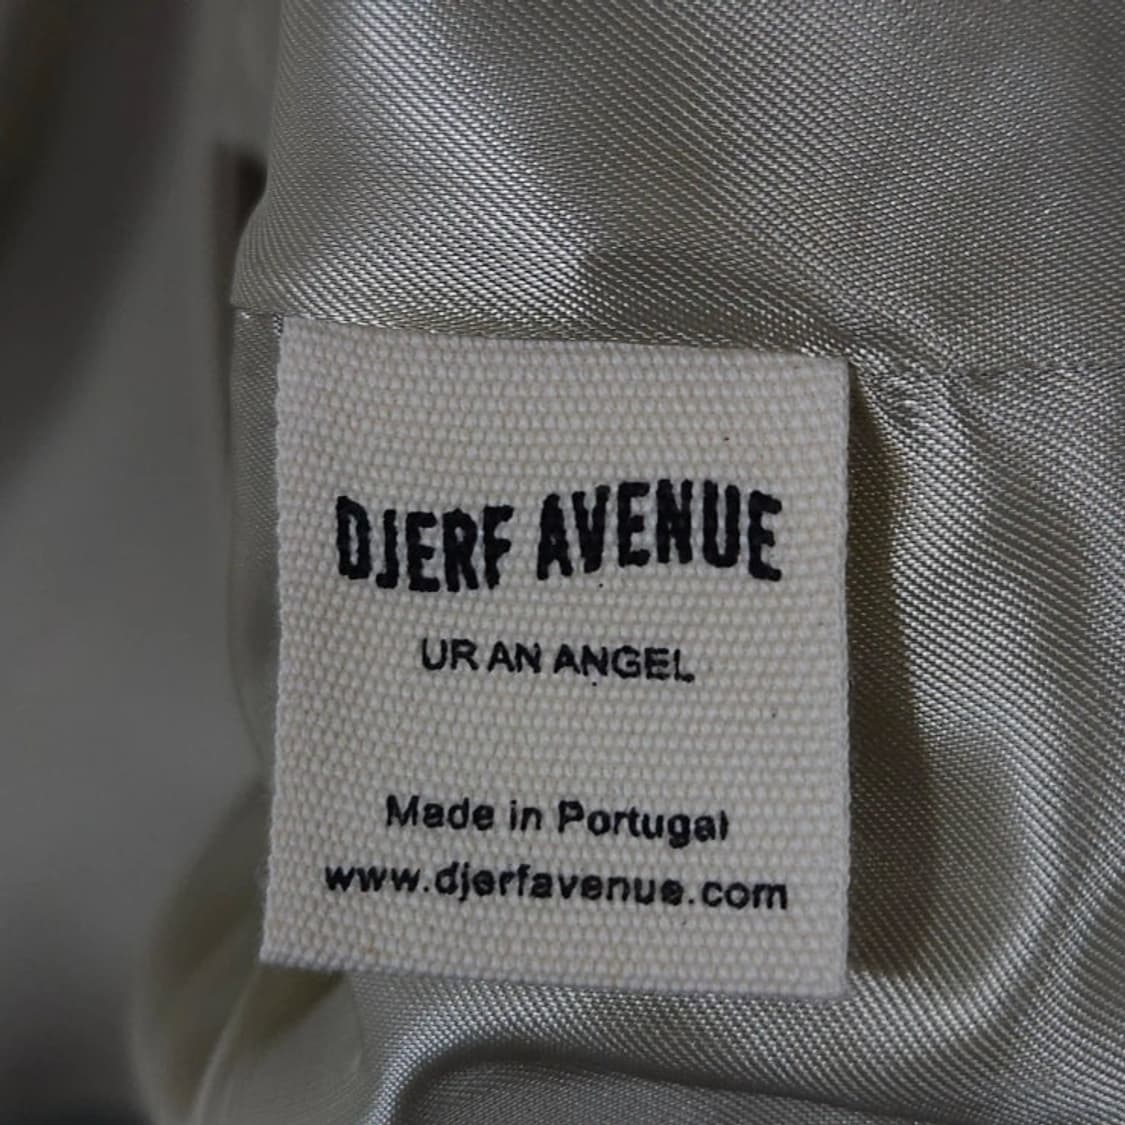 DJERF AVENUE
UR AN ANGEL
Made in Portugal
www.djerfavenue.com